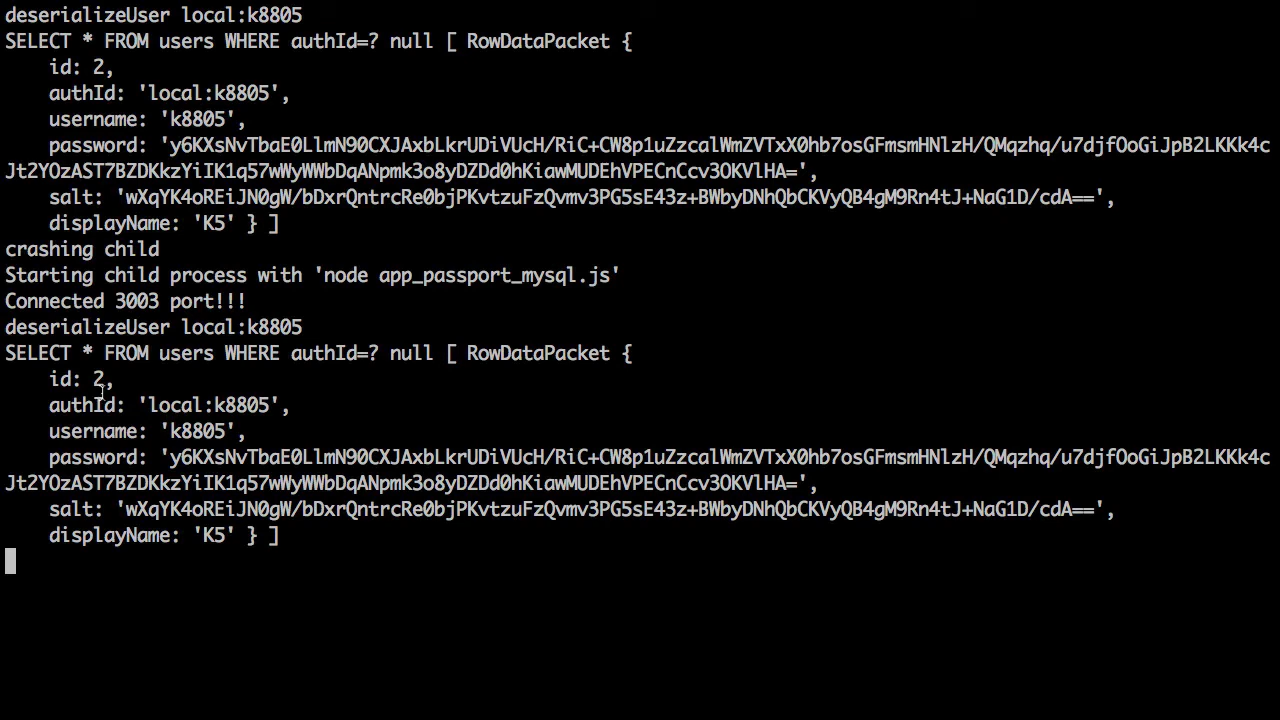 deserializeUser local:k8805
SELECT * FROM users WHERE authId=? null [ RowDataPacket {
    id: 2,
    authId: 'local:k8805',
    username: 'k8805',
    password: 'y6KXsNvTbaE0LlmN90CXJAxbLkrUDiVUcH/RiC+CW8p1uZzcalWmZVTxX0hb7osGFmsmHNlzH/QMqzhq/u7djfOoGiJpB2LKKk4c
Jt2YOzAST7BZDKkzYiIK1q57wWyWWbDqANpmk3o8yDZDd0hKiawMUDEhVPECnCcv3OKVlHA=',
    salt: 'wXqYK4oREiJN0gW/bDxrQntrcRe0bjPKvtzuFzQvmv3PG5sE43z+BWbyDNhQbCKVyQB4gM9Rn4tJ+NaG1D/cdA==',
    displayName: 'K5' } ]
crashing child
Starting child process with 'node app_passport_mysql.js'
Connected 3003 port!!!
deserializeUser local:k8805
SELECT * FROM users WHERE authId=? null [ RowDataPacket {
    id: 2,
    authId: 'local:k8805',
    username: 'k8805',
    password: 'y6KXsNvTbaE0LlmN90CXJAxbLkrUDiVUcH/RiC+CW8p1uZzcalWmZVTxX0hb7osGFmsmHNlzH/QMqzhq/u7djfOoGiJpB2LKKk4c
Jt2YOzAST7BZDKkzYiIK1q57wWyWWbDqANpmk3o8yDZDd0hKiawMUDEhVPECnCcv3OKVlHA=',
    salt: 'wXqYK4oREiJN0gW/bDxrQntrcRe0bjPKvtzuFzQvmv3PG5sE43z+BWbyDNhQbCKVyQB4gM9Rn4tJ+NaG1D/cdA==',
    displayName: 'K5' } ]